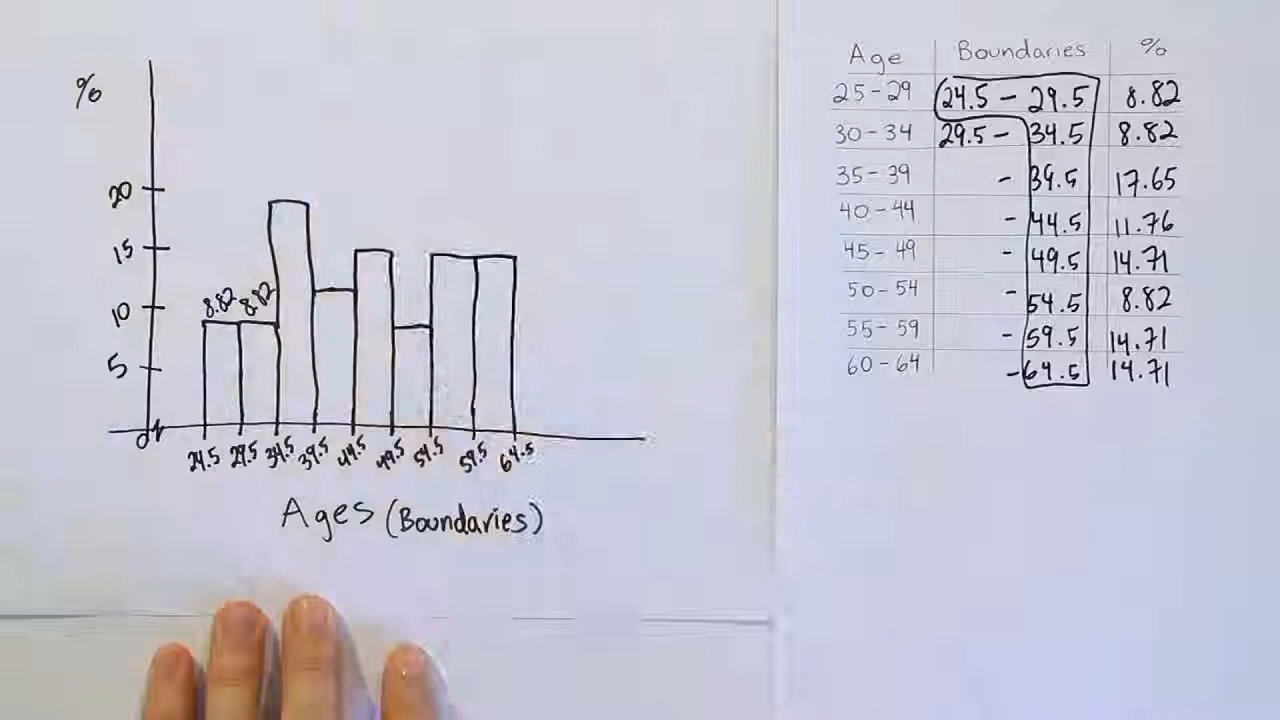 %
20
15
10
5
0
8.82 8.82
24.5 29.5 34.5 39.5 44.5 49.5 54.5 59.5 64.5
Ages (Boundaries)
Age Boundaries %
25-29 24.5 - 29.5 8.82
30-34 29.5 - 34.5 8.82
35-39 - 39.5 17.65
40-44 - 44.5 11.76
45-49 - 49.5 14.71
50-54 - 54.5 8.82
55-59 - 59.5 14.71
60-64 - 64.5 14.71